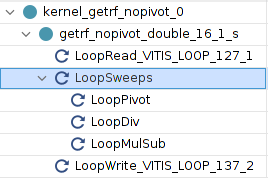 kernel_getrf_nopivot_0
getrf_nopivot_double_16_1_s
LoopRead_VITIS_LOOP_127_1
LoopSweeps
LoopPivot
LoopDiv
LoopMulSub
LoopWrite_VITIS_LOOP_137_2